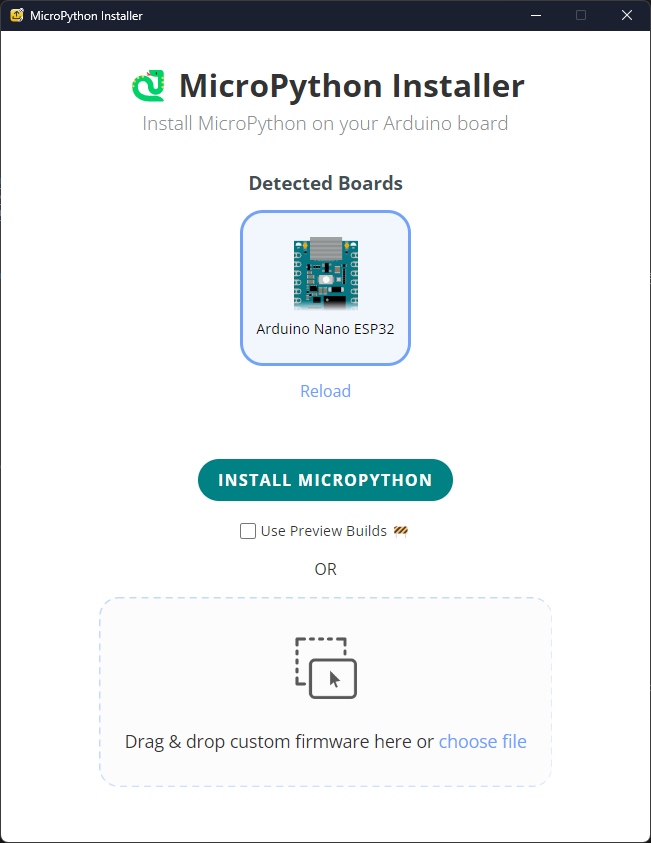 MicroPython Installer
MicroPython Installer
Install MicroPython on your Arduino board
Detected Boards
Arduino Nano ESP32
Reload
INSTALL MICROPYTHON
Use Preview Builds 🚧
OR
Drag & drop custom firmware here or choose file